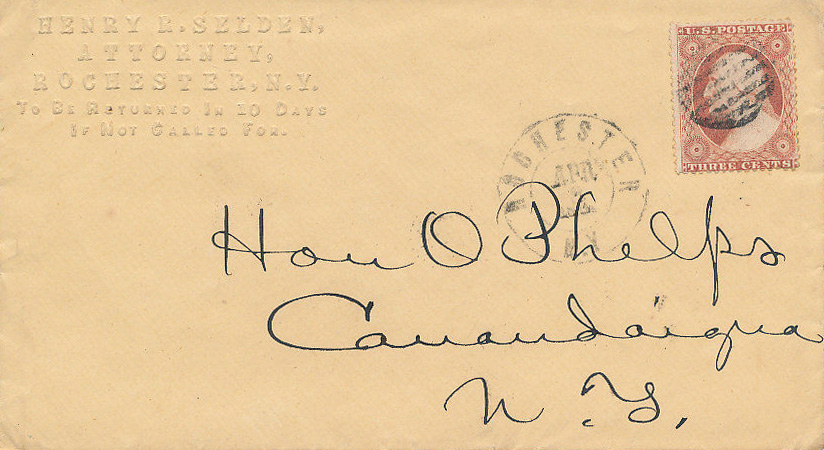 HENRY R. SELDEN,
ATTORNEY,
ROCHESTER, N.Y.
TO BE RETURNED IN 10 DAYS
IF NOT CALLED FOR.
U.S. POSTAGE
THREE CENTS
ROCHESTER
APR
N.Y.
Hon O Phelps
Canandaigua
N. Y.